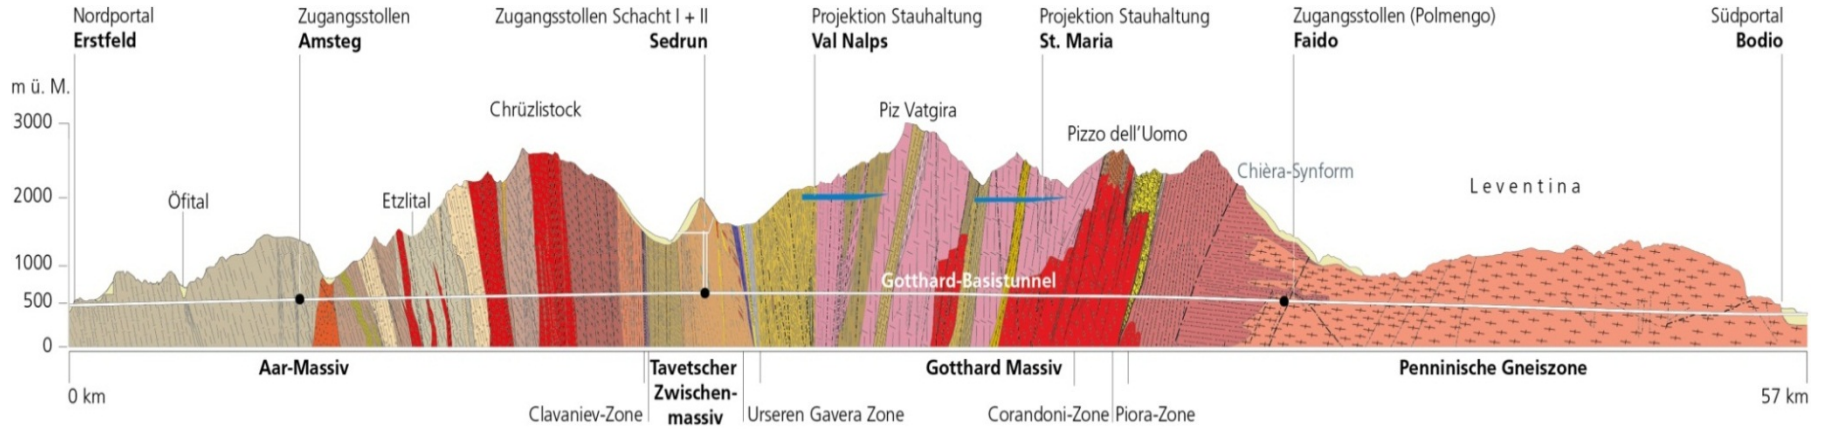 Nordportal
Erstfeld
Zugangsstollen
Amsteg
Zugangsstollen Schacht I + II
Sedrun
Projektion Stauhaltung
Val Nalps
Projektion Stauhaltung
St. Maria
Zugangsstollen (Polmengo)
Faido
Südportal
Bodio
m ü. M.
3000
2000
1000
500
0
Öfital
Etzlital
Chrüzlistock
Piz Vatgira
Pizzo dell'Uomo
Chièra-Synform
Leventina
Gotthard-Basistunnel
Aar-Massiv
Tavetscher
Zwischen-
massiv
Gotthard Massiv
Penninische Gneiszone
0 km
57 km
Clavaniev-Zone
Urseren Gavera Zone
Corandoni-Zone
Piora-Zone